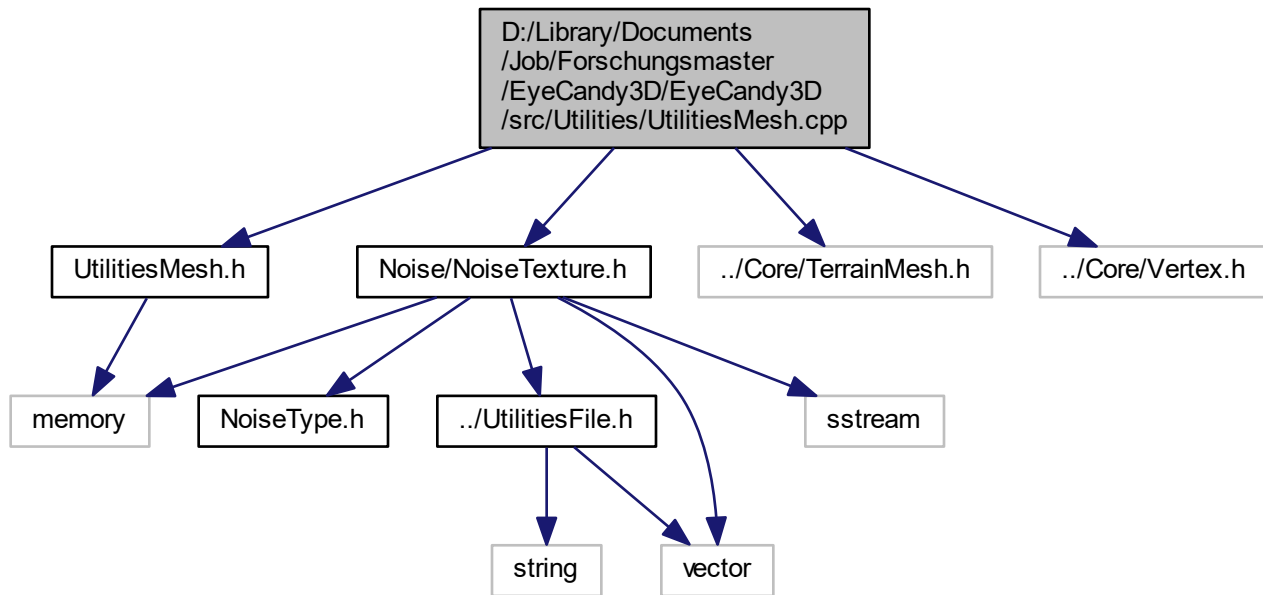 D:/Library/Documents
/Job/Forschungsmaster
/EyeCandy3D/EyeCandy3D
/src/Utilities/UtilitiesMesh.cpp
UtilitiesMesh.h
Noise/NoiseTexture.h
../Core/TerrainMesh.h
../Core/Vertex.h
memory
NoiseType.h
../UtilitiesFile.h
sstream
string
vector